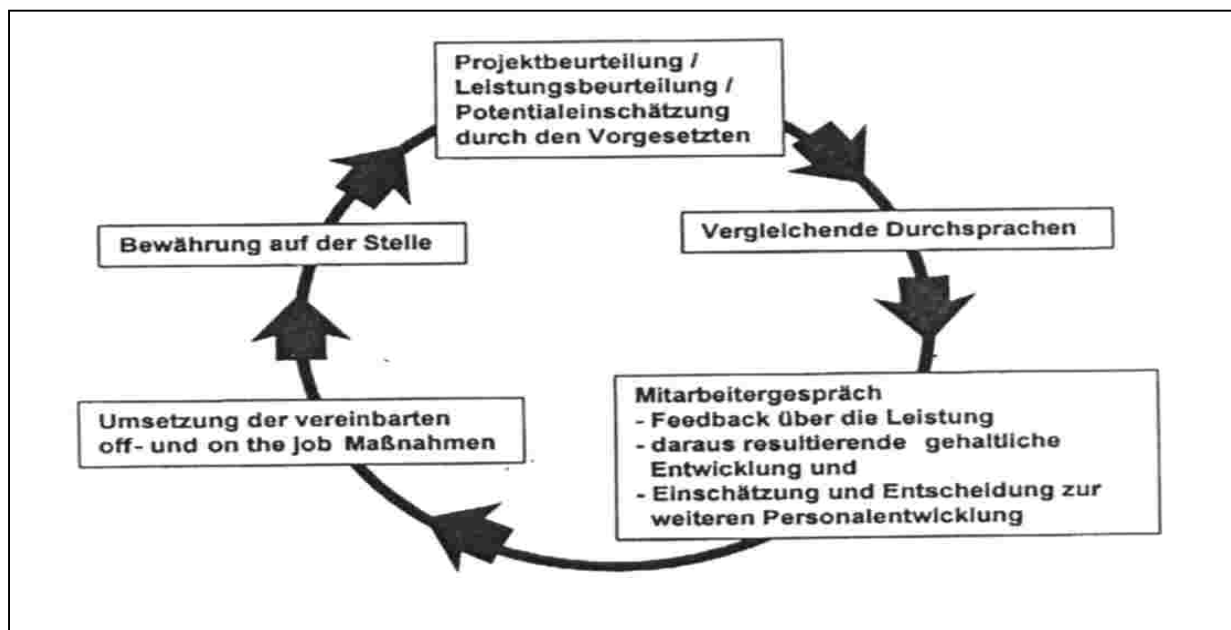 Projektbeurteilung /
Leistungsbeurteilung /
Potentialeinschätzung
durch den Vorgesetzten
Vergleichende Durchsprachen
Mitarbeitergespräch
- Feedback über die Leistung
- daraus resultierende gehaltliche
Entwicklung und
- Einschätzung und Entscheidung zur
weiteren Personalentwicklung
Umsetzung der vereinbarten
off- und on the job Maßnahmen
Bewährung auf der Stelle